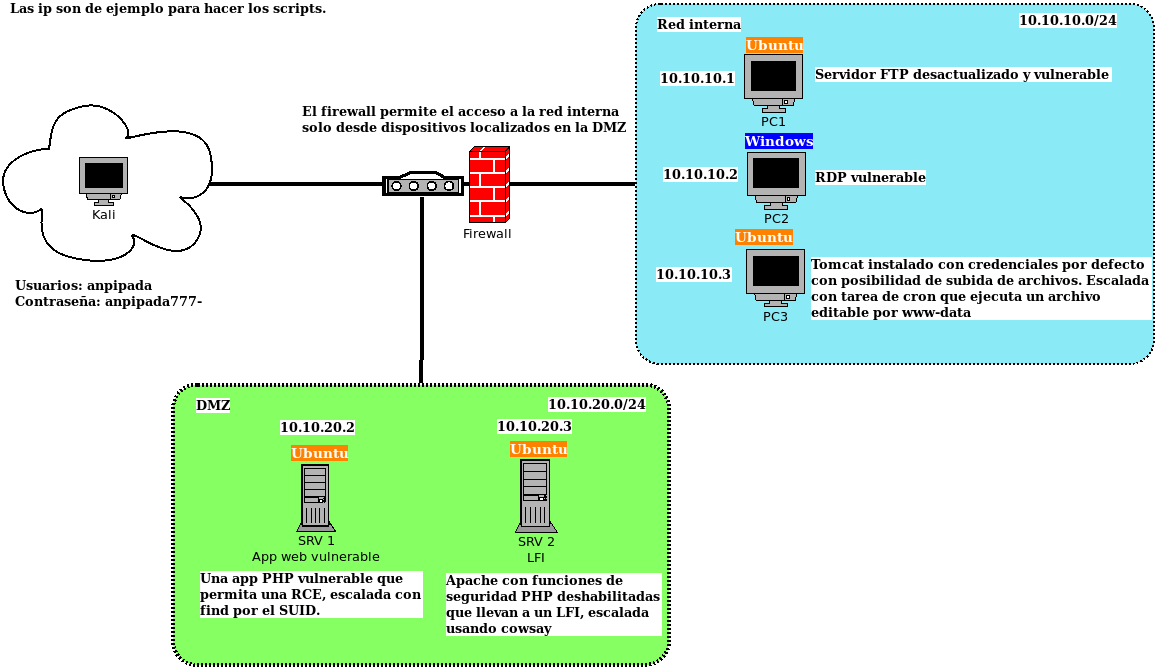 Las ip son de ejemplo para hacer los scripts.
Red interna
10.10.10.0/24
Ubuntu
10.10.10.1
Servidor FTP desactualizado y vulnerable
PC1
El firewall permite el acceso a la red interna
solo desde dispositivos localizados en la DMZ
Windows
10.10.10.2
RDP vulnerable
PC2
Kali
Firewall
Ubuntu
10.10.10.3
Tomcat instalado con credenciales por defecto
con posibilidad de subida de archivos. Escalada
con tarea de cron que ejecuta un archivo
editable por www-data
PC3
Usuarios: anpipada
Contraseña: anpipada777-
DMZ
10.10.20.0/24
10.10.20.2
Ubuntu
SRV 1
App web vulnerable
Una app PHP vulnerable que
permita una RCE, escalada con
find por el SUID.
10.10.20.3
Ubuntu
SRV 2
LFI
Apache con funciones de
seguridad PHP deshabilitadas
que llevan a un LFI, escalada
usando cowsay